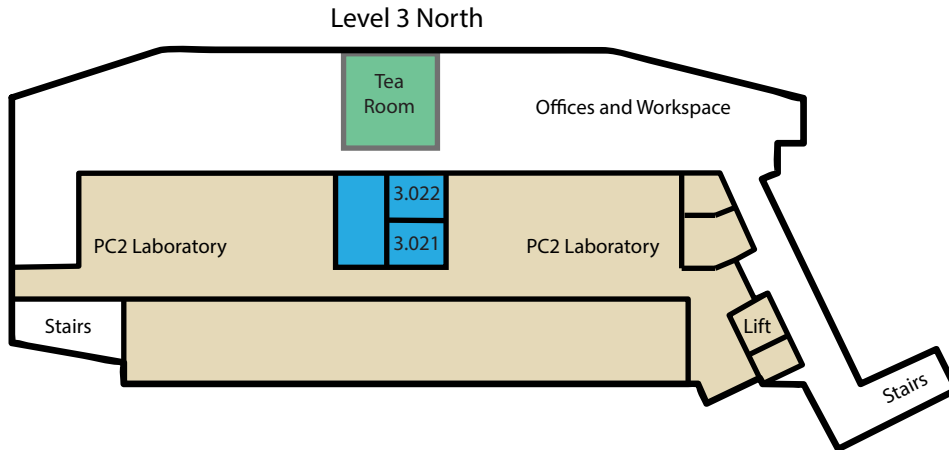 Level 3 North
Tea
Room
Offices and Workspace
3.022
3.021
PC2 Laboratory
PC2 Laboratory
Stairs
Lift
Stairs